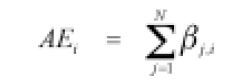 AE_i = \sum_{j=1}^{N} \beta_{j,i}